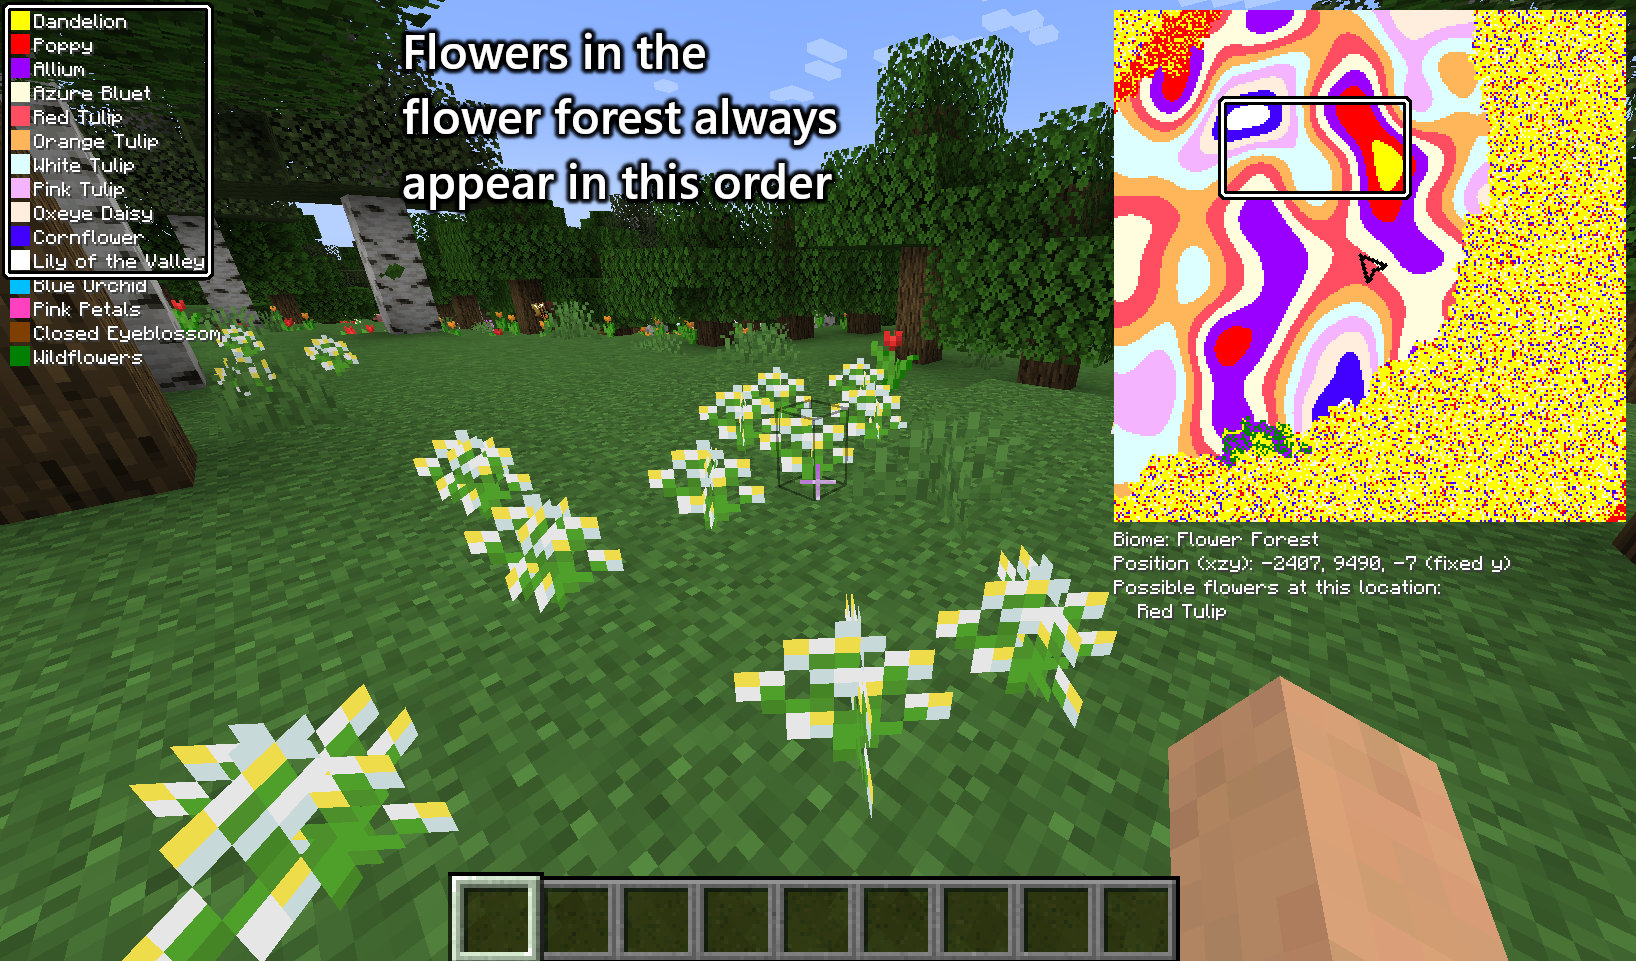 Dandelion
Poppy
Allium
Azure Bluet
Red Tulip
Orange Tulip
White Tulip
Pink Tulip
Oxeye Daisy
Cornflower
Lily of the Valley
Blue Orchid
Pink Petals
Closed Eyeblossom
Wildflowers
Flowers in the
flower forest always
appear in this order
Biome: Flower Forest
Position (xzy): -2407, 9490, -7 (fixed y)
Possible flowers at this location:
Red Tulip